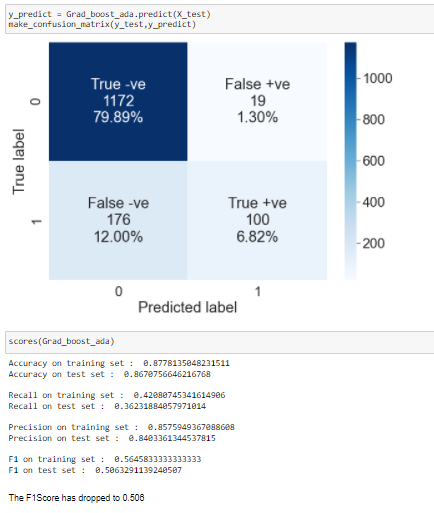 y_predict = Grad_boost_ada.predict(X_test)
make_confusion_matrix(y_test,y_predict)
True -ve
1172
79.89%
False +ve
19
1.30%
False -ve
176
12.00%
True +ve
100
6.82%
0
1
True label
0
1
Predicted label
1000
800
600
400
200
scores(Grad_boost_ada)
Accuracy on training set : 0.8778135048231511
Accuracy on test set : 0.8670756646216768
Recall on training set : 0.42080745341614906
Recall on test set : 0.36231884057971014
Precision on training set : 0.8575949367088608
Precision on test set : 0.8403361344537815
F1 on training set : 0.5645833333333333
F1 on test set : 0.5063291139240507
The F1Score has dropped to 0.506